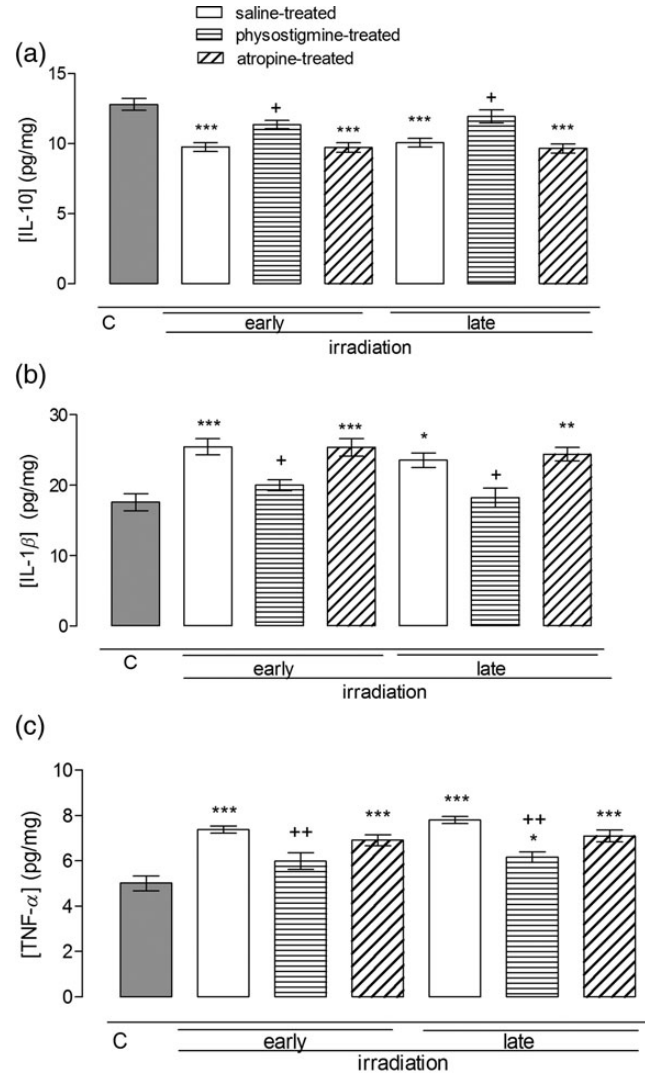 saline-treated
physostigmine-treated
atropine-treated
(a)
[IL-10] (pg/mg)
15
10
5
0
***
+
***
***
+
***
C
early
late
irradiation
(b)
[IL-1β] (pg/mg)
30
20
10
0
***
+
***
*
+
**
C
early
late
irradiation
(c)
[TNF-α] (pg/mg)
10
8
6
4
2
0
***
++
***
***
++
*
***
C
early
late
irradiation